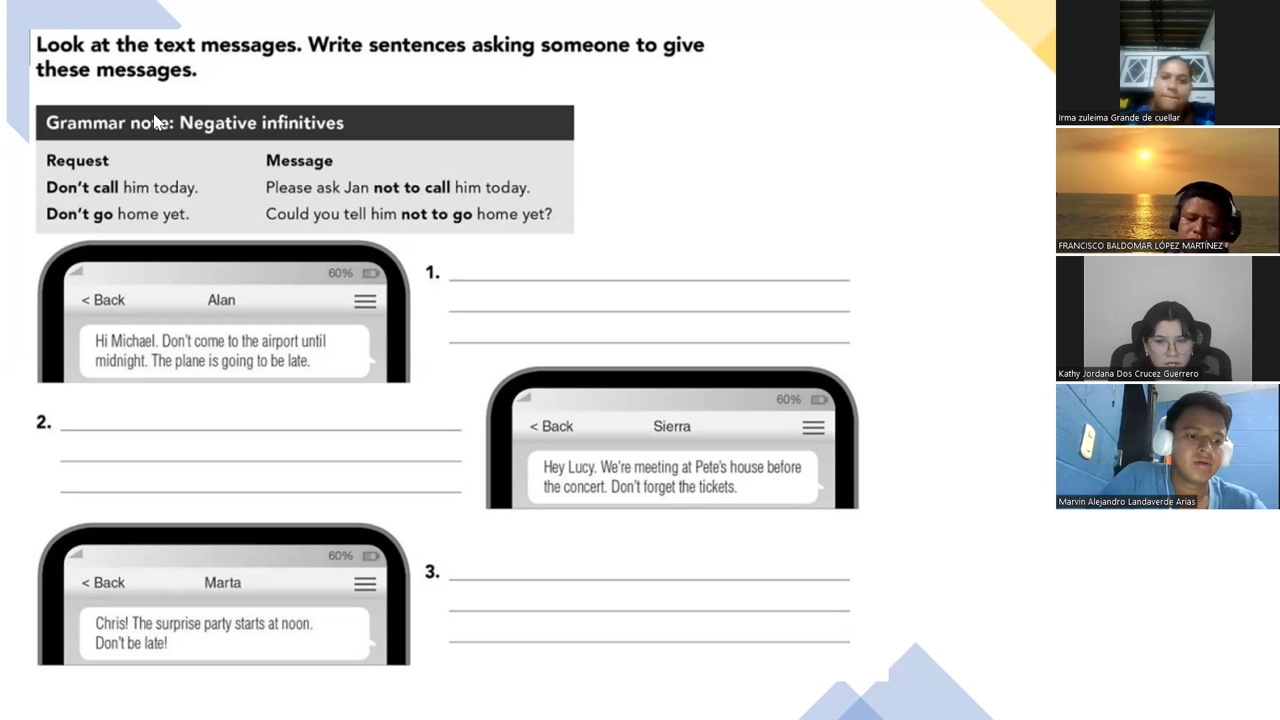 Look at the text messages. Write sentences asking someone to give
these messages.
Grammar note: Negative infinitives
Request Message
Don't call him today. Please ask Jan not to call him today.
Don't go home yet. Could you tell him not to go home yet?
60%
< Back Alan
Hi Michael. Don't come to the airport until
midnight. The plane is going to be late.
1.
2.
60%
< Back Sierra
Hey Lucy. We're meeting at Pete's house before
the concert. Don't forget the tickets.
60%
< Back Marta
Chris! The surprise party starts at noon.
Don't be late!
3.
Irma zuleima Grande de cuellar
FRANCISCO BALDOMAR LÓPEZ MARTÍNEZ
Kathy Jordana Dos Crucez Guerrero
Marvin Alejandro Landaverde Arias